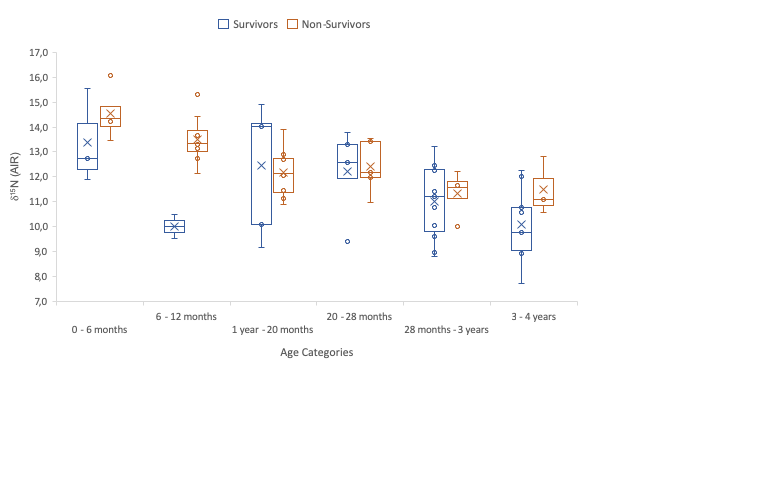 Survivors Non-Survivors
17,0
16,0
15,0
14,0
13,0
12,0
11,0
10,0
9,0
8,0
7,0
δ¹⁵N (AIR)
6 - 12 months 20 - 28 months 3 - 4 years
0 - 6 months 1 year - 20 months 28 months - 3 years
Age Categories